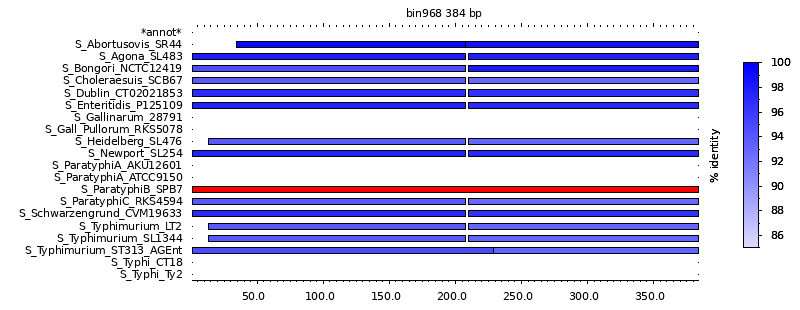 bin968 384 bp
*annot*
S_Abortusovis_SR44
S_Agona_SL483
S_Bongori_NCTC12419
S_Choleraesuis_SCB67
S_Dublin_CT02021853
S_Enteritidis_P125109
S_Gallinarum_28791
S_Gall_Pullorum_RKS5078
S_Heidelberg_SL476
S_Newport_SL254
S_ParatyphiA_AKU12601
S_ParatyphiA_ATCC9150
S_ParatyphiB_SPB7
S_ParatyphiC_RKS4594
S_Schwarzengrund_CVM19633
S_Typhimurium_LT2
S_Typhimurium_SL1344
S_Typhimurium_ST313_AGEnt
S_Typhi_CT18
S_Typhi_Ty2
50.0 100.0 150.0 200.0 250.0 300.0 350.0
% identity
100
98
96
94
92
90
88
86